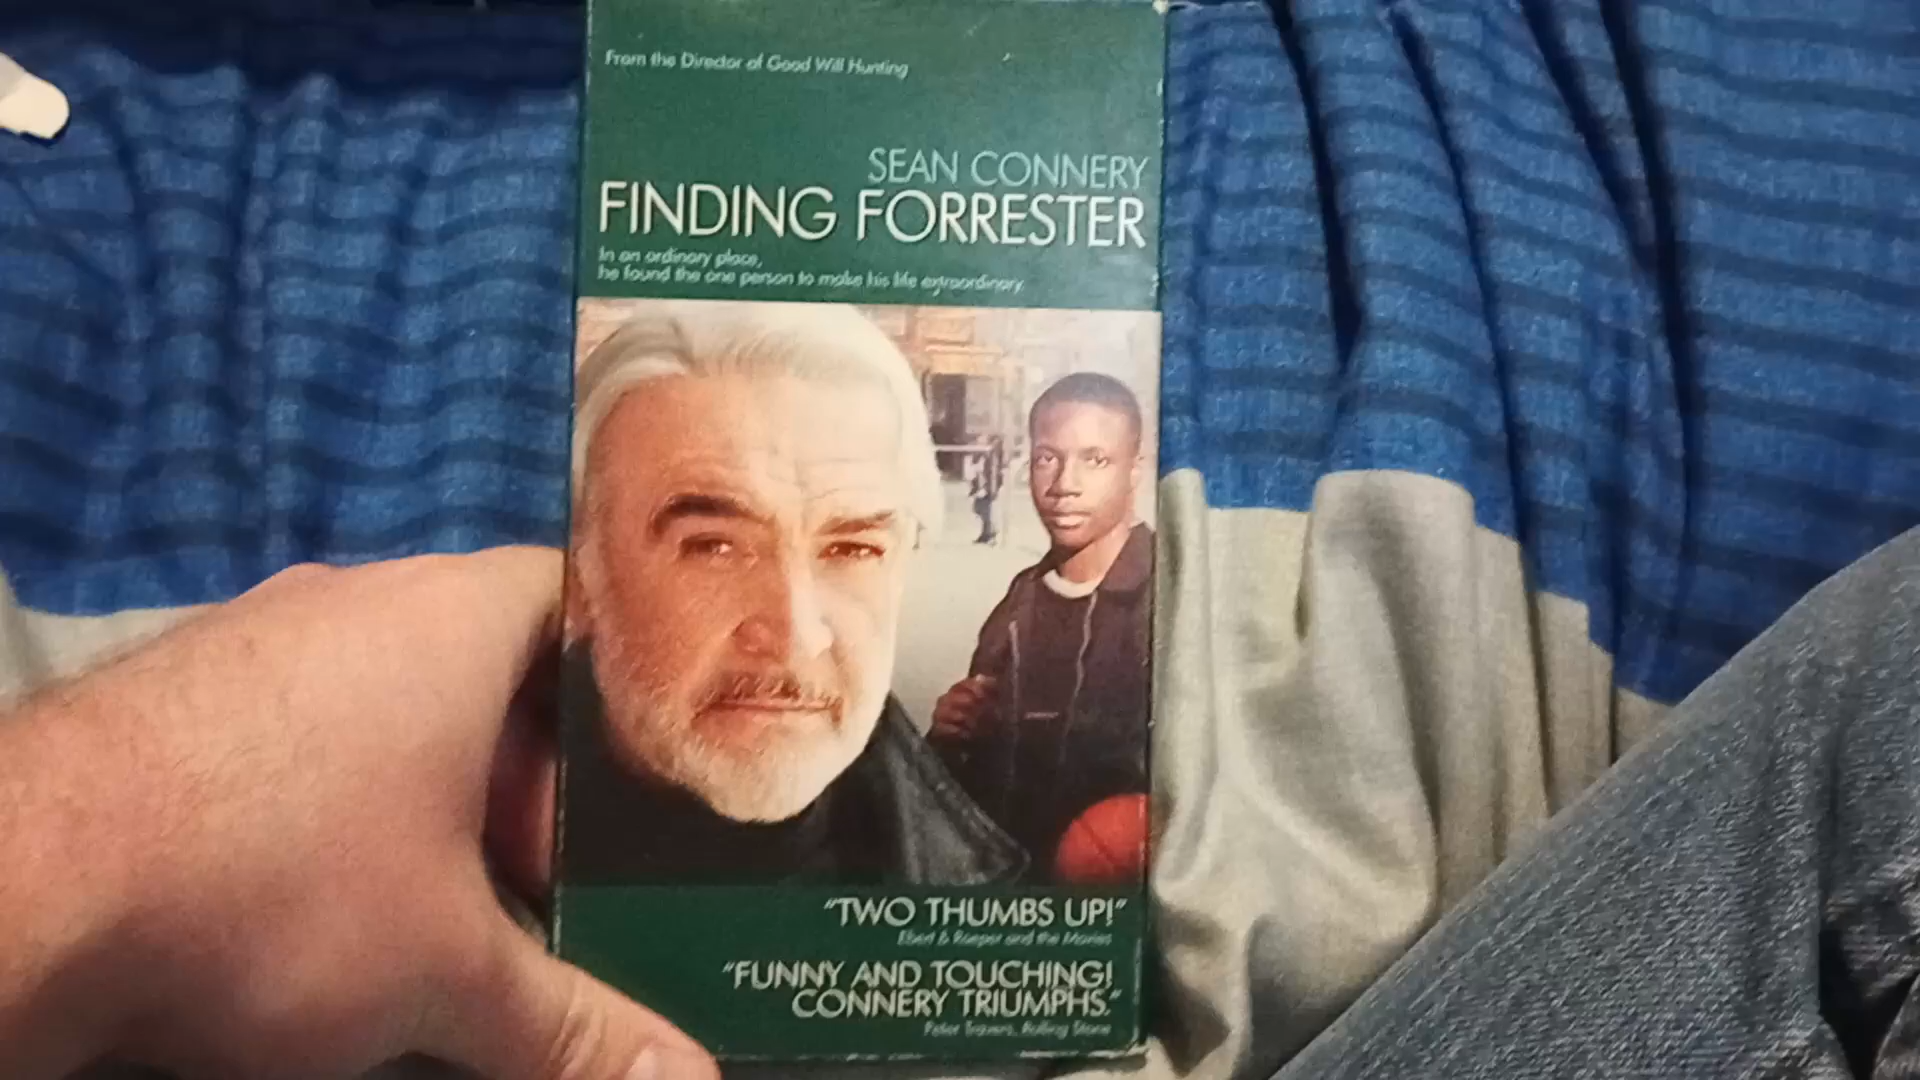 From the Director of Good Will Hunting
SEAN CONNERY
FINDING FORRESTER
In an ordinary place,
he found the one person to make his life extraordinary.
"TWO THUMBS UP!"
Ebert & Roeper and the Movies
"FUNNY AND TOUCHING!
CONNERY TRIUMPHS."
Peter Travers, Rolling Stone